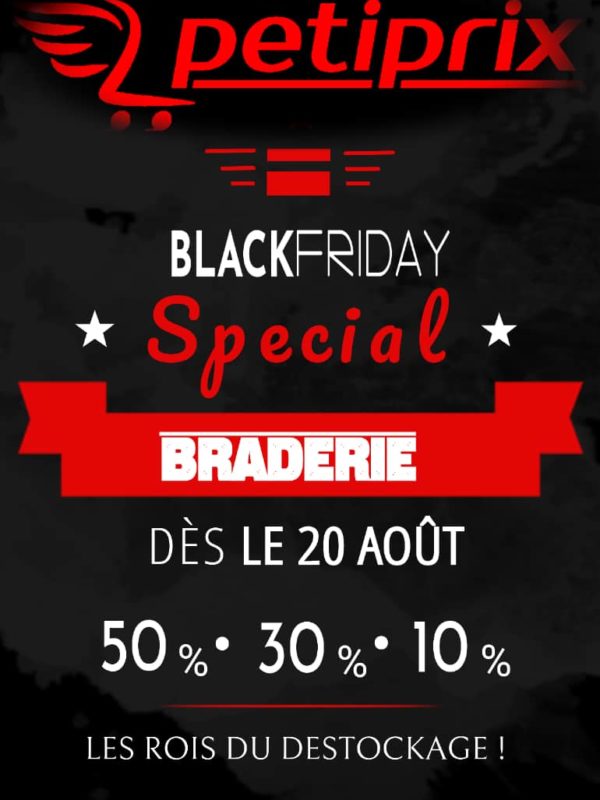 petiprix
BLACKFRIDAY
Special
BRADERIE
DÈS LE 20 AOÛT
50 % • 30 % • 10 %
LES ROIS DU DESTOCKAGE !